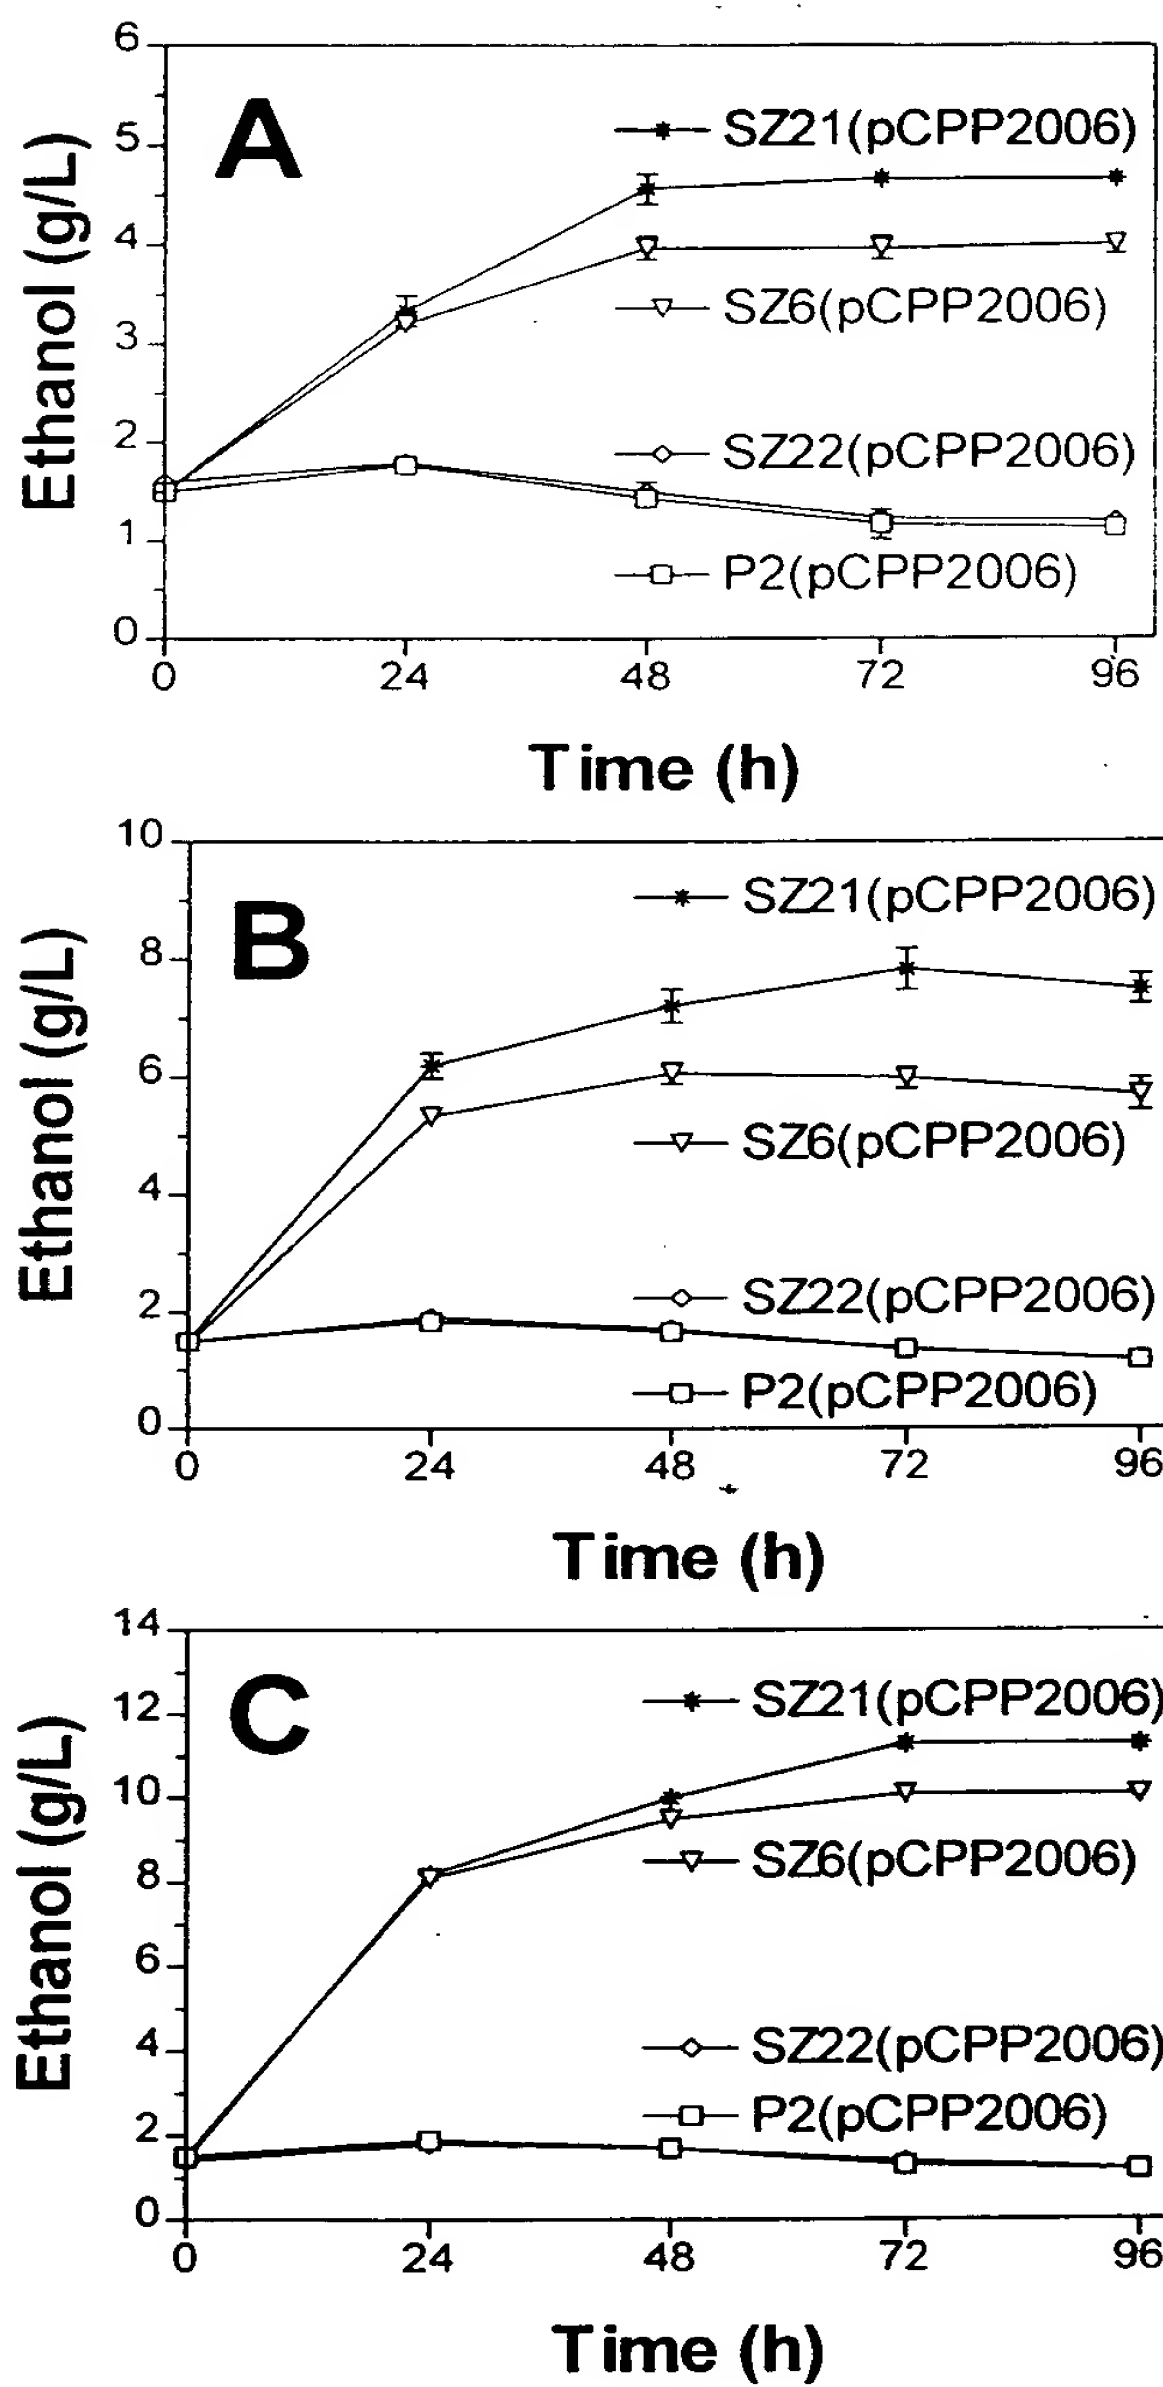 6
A
SZ21(pCPP2006)
5
4
SZ6(pCPP2006)
3
SZ22(pCPP2006)
2
1
P2(pCPP2006)
0
Ethanol (g/L)
0 24 48 72 96
Time (h)
10
SZ21(pCPP2006)
B
8
6
SZ6(pCPP2006)
4
SZ22(pCPP2006)
2
P2(pCPP2006)
0
Ethanol (g/L)
0 24 48 72 96
Time (h)
14
SZ21(pCPP2006)
C
12
10
SZ6(pCPP2006)
8
6
SZ22(pCPP2006)
4
P2(pCPP2006)
2
0
Ethanol (g/L)
0 24 48 72 96
Time (h)